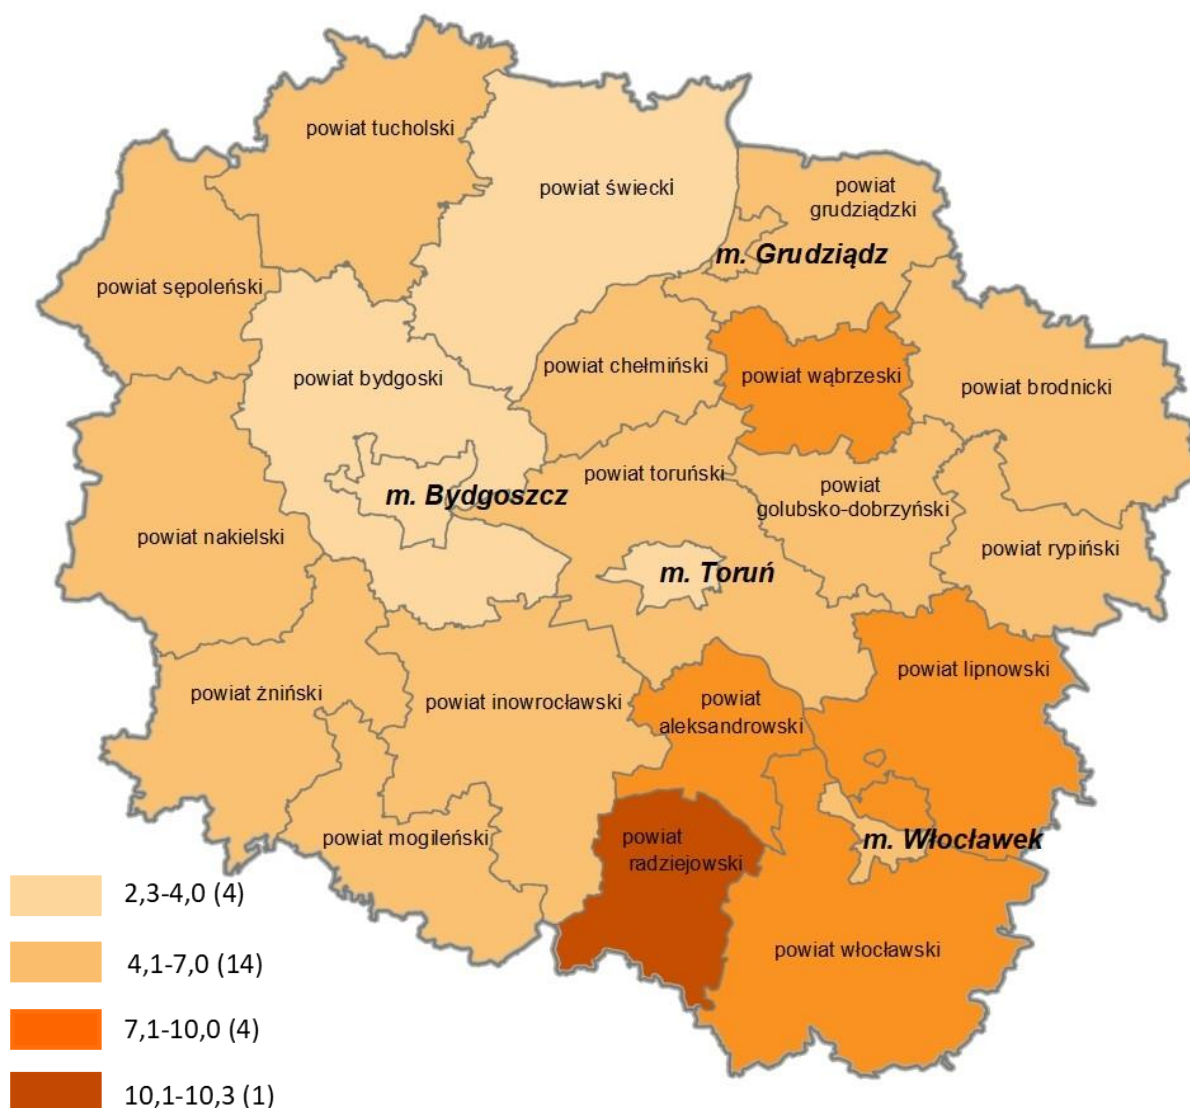 powiat tucholski
powiat świecki
powiat
grudziądzki
m. Grudziądz
powiat sępoleński
powiat bydgoski
powiat chełmiński
powiat wąbrzeski
powiat brodnicki
powiat toruński
powiat
golubsko-dobrzyński
m. Bydgoszcz
powiat nakielski
powiat rypiński
m. Toruń
powiat lipnowski
powiat żniński
powiat inowrocławski
powiat
aleksandrowski
powiat mogileński
powiat
radziejowski
m. Włocławek
powiat włocławski
2,3-4,0 (4)
4,1-7,0 (14)
7,1-10,0 (4)
10,1-10,3 (1)